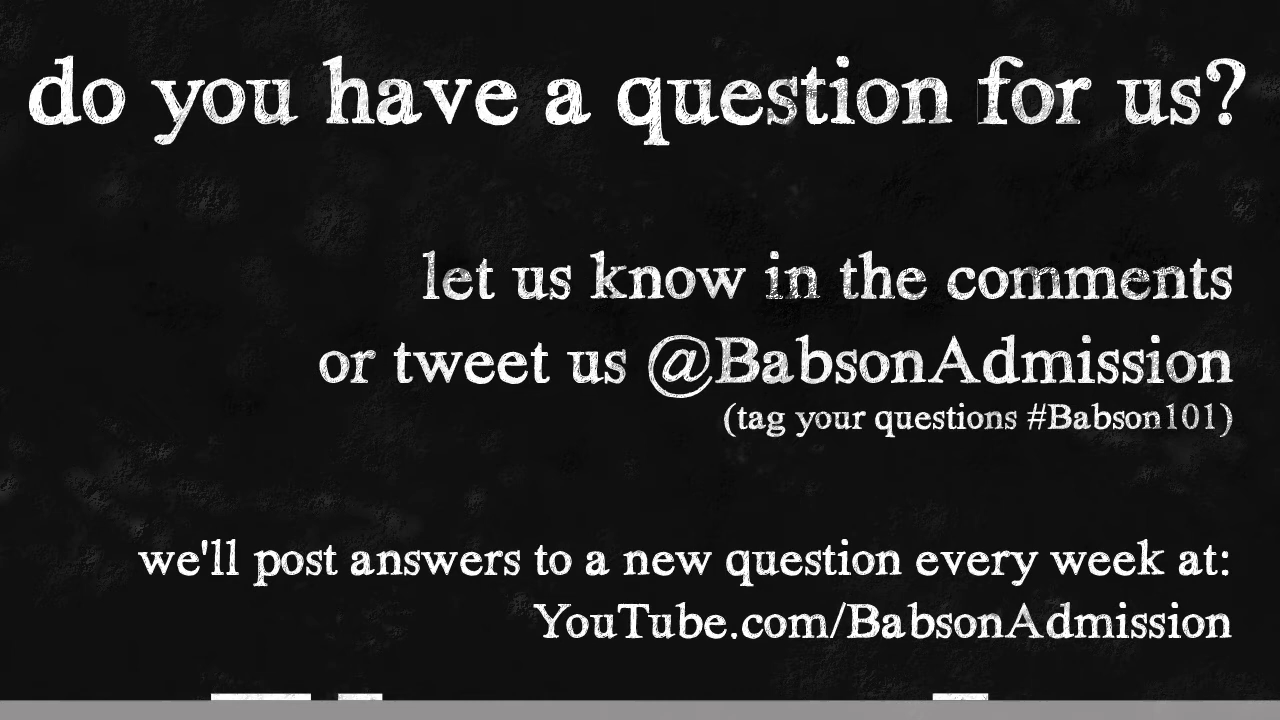 do you have a question for us?
let us know in the comments
or tweet us @BabsonAdmission
(tag your questions #Babson101)
we'll post answers to a new question every week at:
YouTube.com/BabsonAdmission